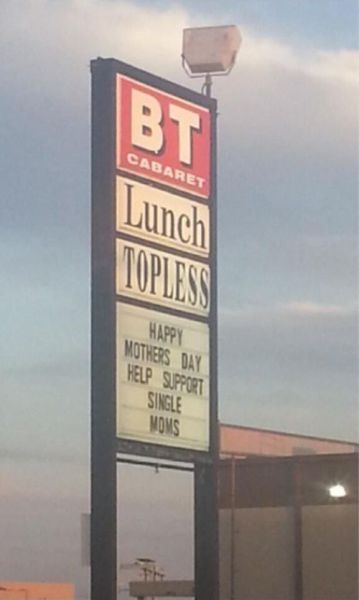 BT
CABARET
Lunch
TOPLESS
HAPPY
MOTHERS DAY
HELP SUPPORT
SINGLE
MOMS